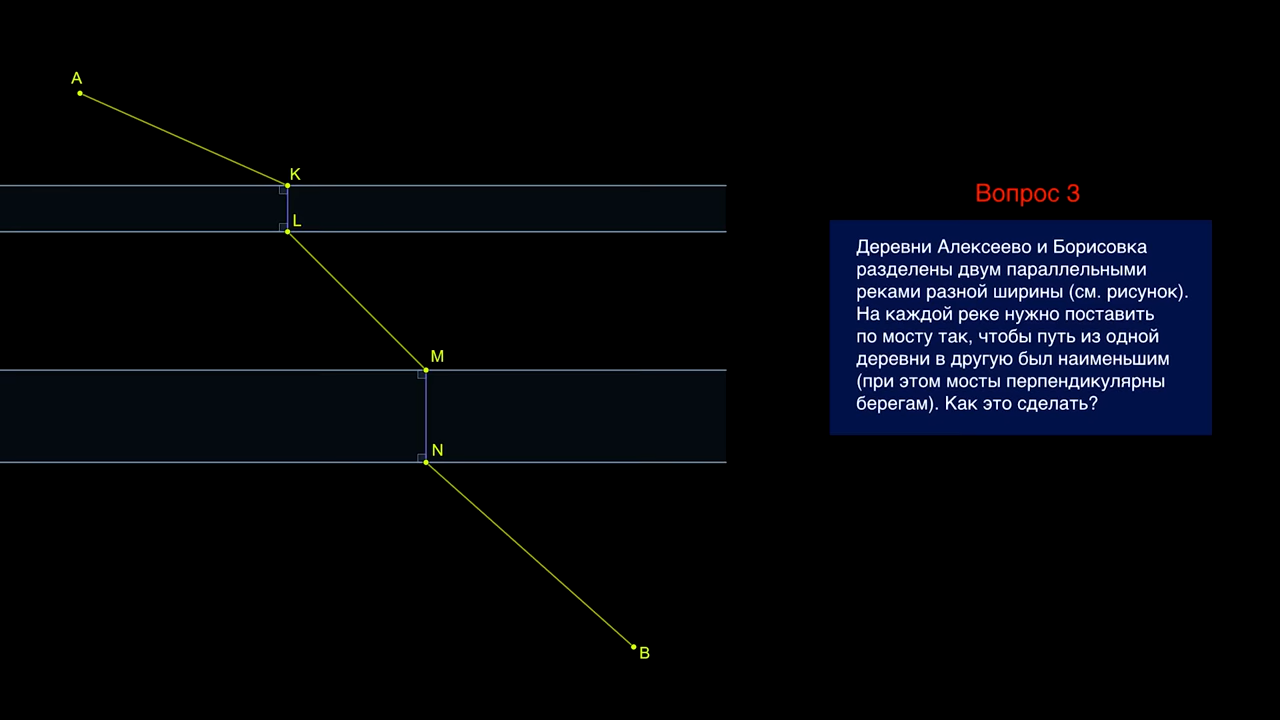 A
K
L
M
N
B
Вопрос 3
Деревни Алексеево и Борисовка
разделены двум параллельными
реками разной ширины (см. рисунок).
На каждой реке нужно поставить
по мосту так, чтобы путь из одной
деревни в другую был наименьшим
(при этом мосты перпендикулярны
берегам). Как это сделать?